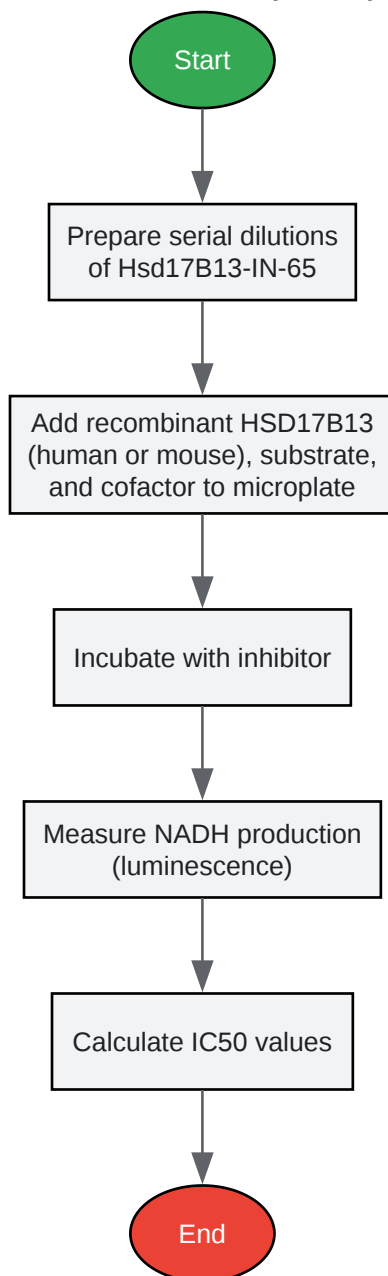 Start
Prepare serial dilutions
of Hsd17B13-IN-65
Add recombinant HSD17B13
(human or mouse), substrate,
and cofactor to microplate
Incubate with inhibitor
Measure NADH production
(luminescence)
Calculate IC50 values
End